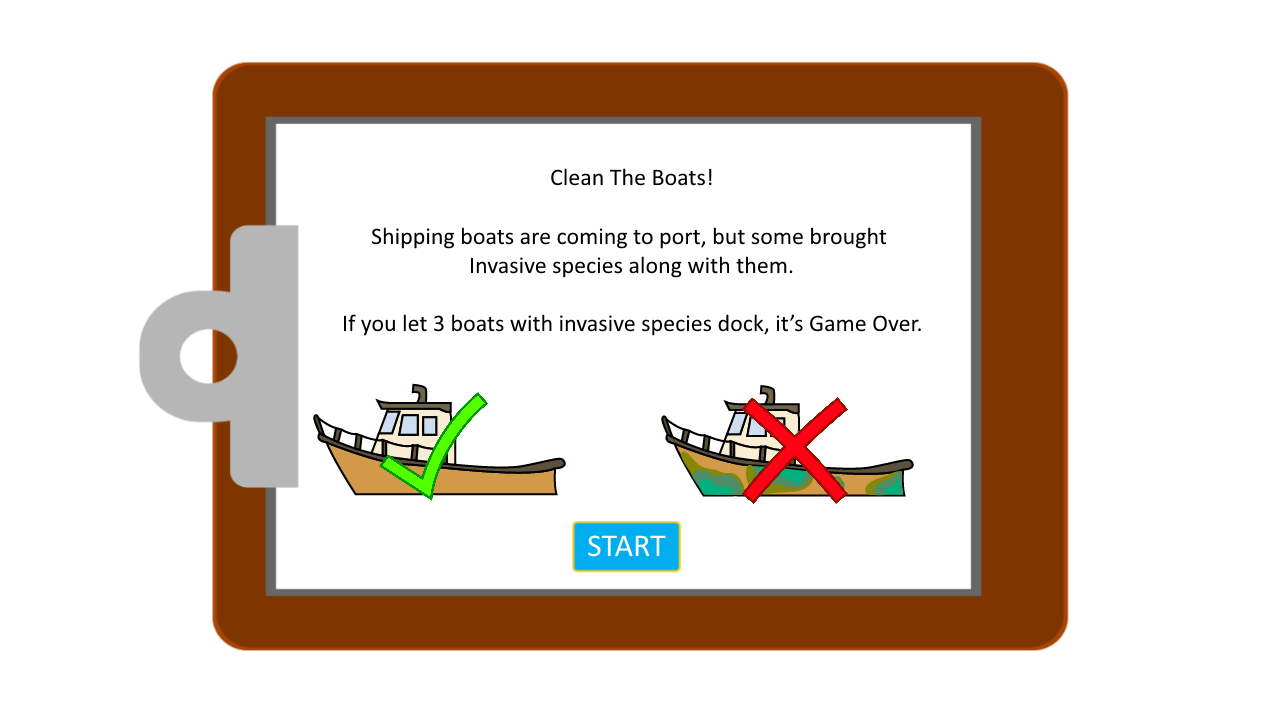 Clean The Boats!
Shipping boats are coming to port, but some brought
Invasive species along with them.
If you let 3 boats with invasive species dock, it’s Game Over.
START